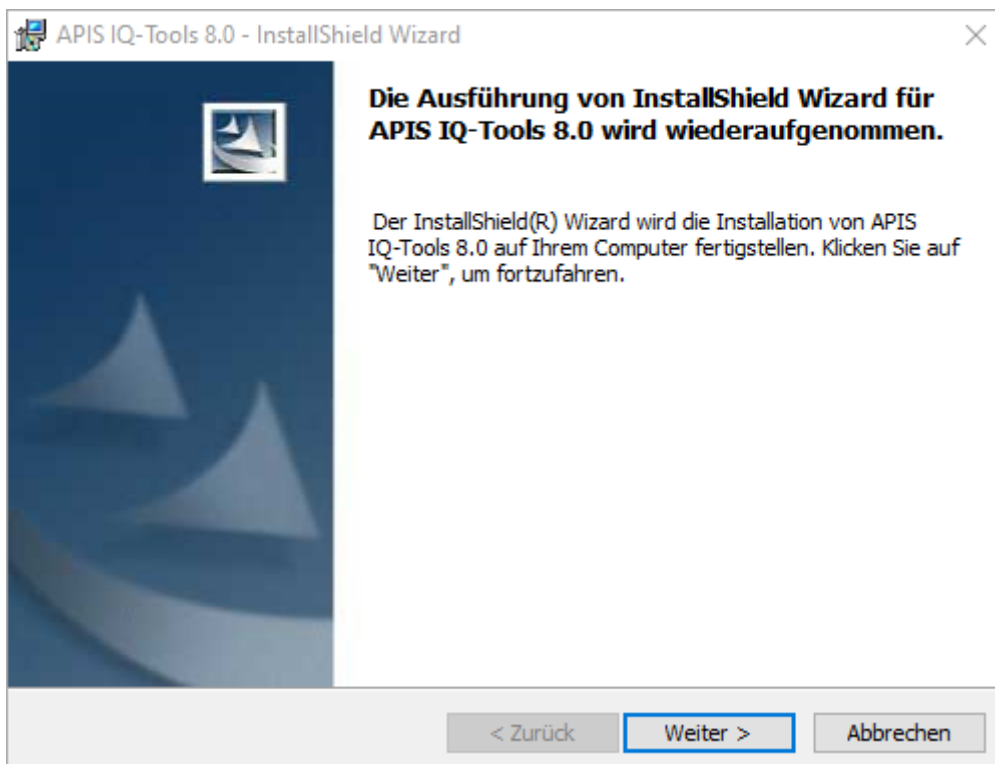 APIS IQ-Tools 8.0 - InstallShield Wizard
Die Ausführung von InstallShield Wizard für
APIS IQ-Tools 8.0 wird wiederaufgenommen.
Der InstallShield(R) Wizard wird die Installation von APIS
IQ-Tools 8.0 auf Ihrem Computer fertigstellen. Klicken Sie auf
"Weiter", um fortzufahren.
< Zurück
Weiter >
Abbrechen